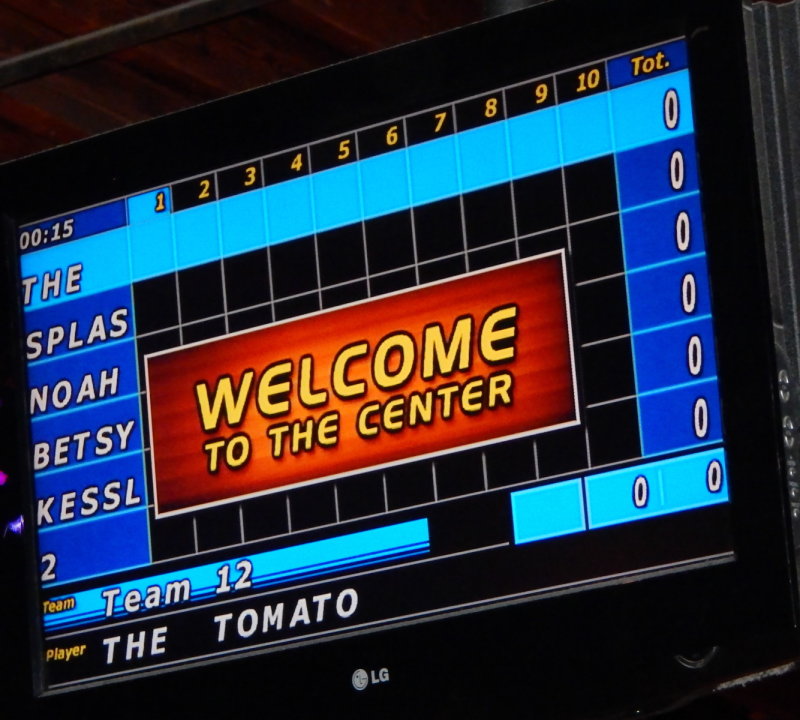 1 2 3 4 5 6 7 8 9 10 Tot.
00:15
THE 0
SPLAS 0
NOAH 0
BETSY 0
KESSL 0
2 0
WELCOME
TO THE CENTER
Team Team 12 0 0
Player THE TOMATO
LG